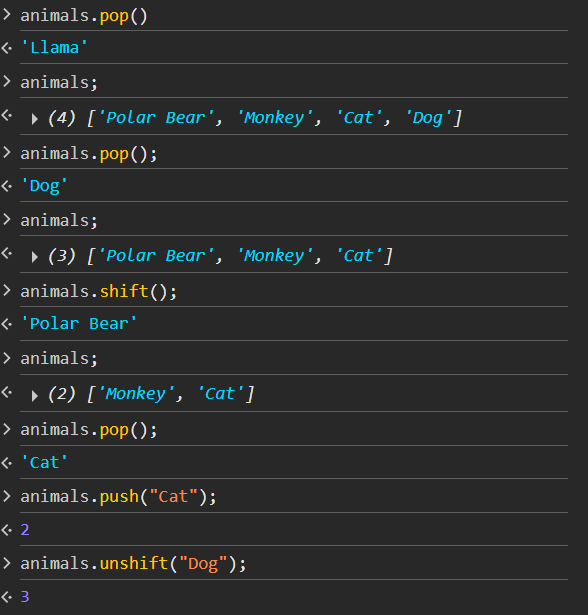 animals.pop()
'Llama'
animals;
(4) ['Polar Bear', 'Monkey', 'Cat', 'Dog']
animals.pop();
'Dog'
animals;
(3) ['Polar Bear', 'Monkey', 'Cat']
animals.shift();
'Polar Bear'
animals;
(2) ['Monkey', 'Cat']
animals.pop();
'Cat'
animals.push("Cat");
2
animals.unshift("Dog");
3